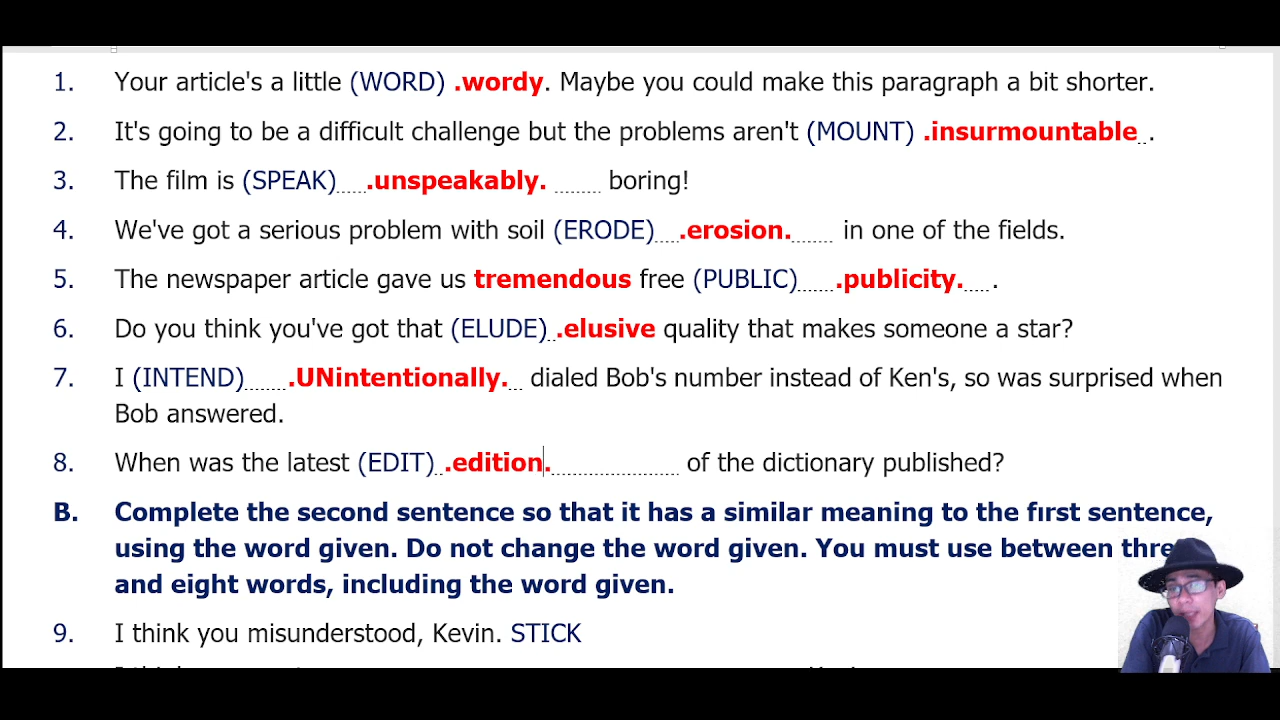 1. Your article's a little (WORD) .wordy. Maybe you could make this paragraph a bit shorter.
2. It's going to be a difficult challenge but the problems aren't (MOUNT) .insurmountable...
3. The film is (SPEAK).....unspeakably. ....... boring!
4. We've got a serious problem with soil (ERODE).....erosion........ in one of the fields.
5. The newspaper article gave us tremendous free (PUBLIC).......publicity.......
6. Do you think you've got that (ELUDE)...elusive quality that makes someone a star?
7. I (INTEND)........UNintentionally.... dialed Bob's number instead of Ken's, so was surprised when
Bob answered.
8. When was the latest (EDIT)...edition....................... of the dictionary published?
B. Complete the second sentence so that it has a similar meaning to the first sentence,
using the word given. Do not change the word given. You must use between
and eight words, including the word given.
9. I think you misunderstood, Kevin. STICK